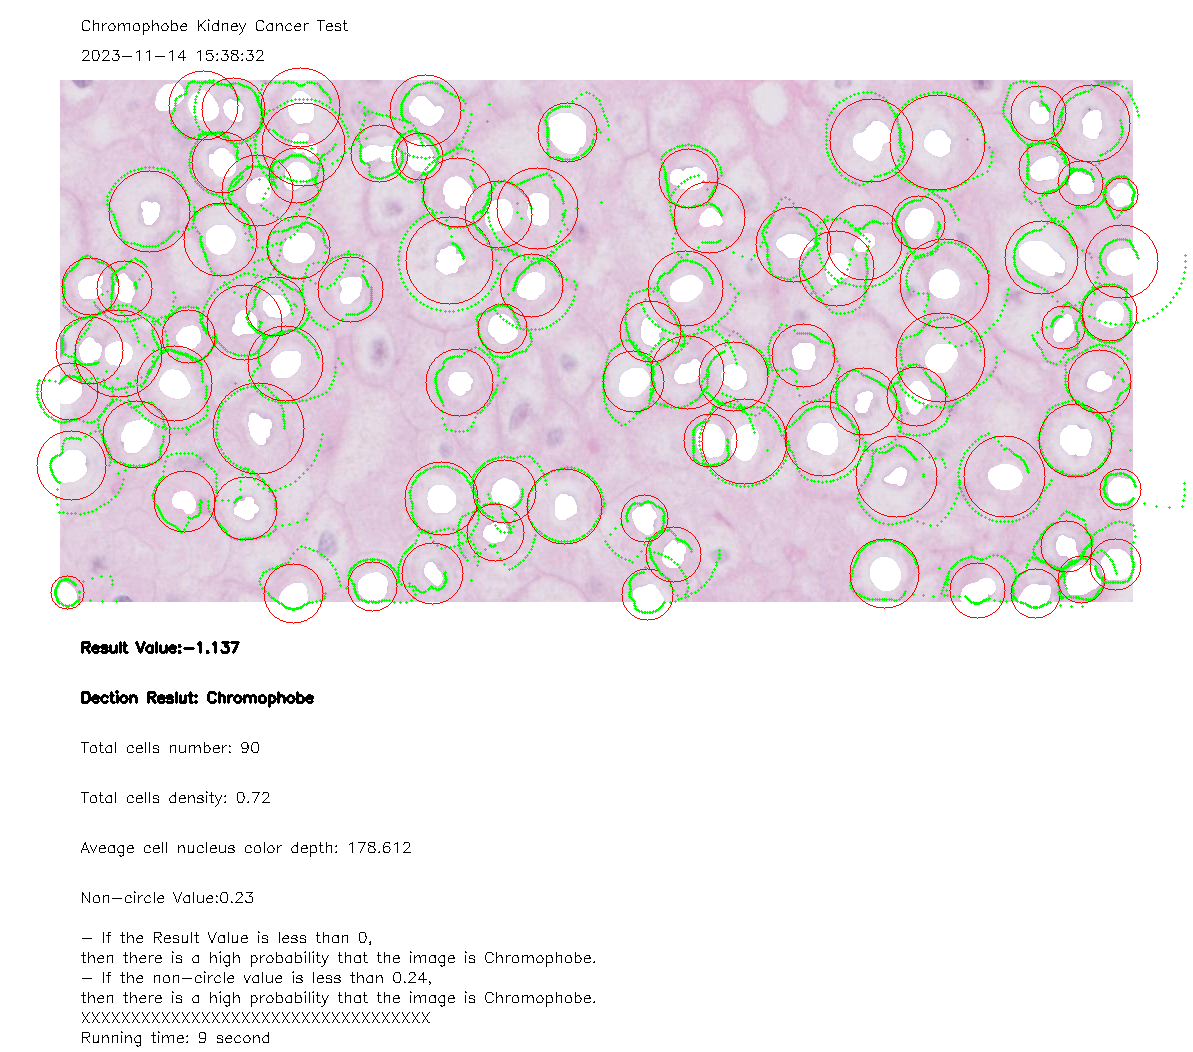 Chromophobe Kidney Cancer Test
2023-11-14 15:38:32
Result Value:-1.137
Dection Reslut: Chromophobe
Total cells number: 90
Total cells density: 0.72
Aveage cell nucleus color depth: 178.612
Non-circle Value:0.23
- If the Result Value is less than 0,
then there is a high probability that the image is Chromophobe.
- If the non-circle value is less than 0.24,
then there is a high probability that the image is Chromophobe.
XXXXXXXXXXXXXXXXXXXXXXXXXXXXXXXXXXX
Running time: 9 second